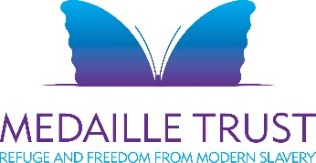 MEDAILLE TRUST
REFUGE AND FREEDOM FROM MODERN SLAVERY